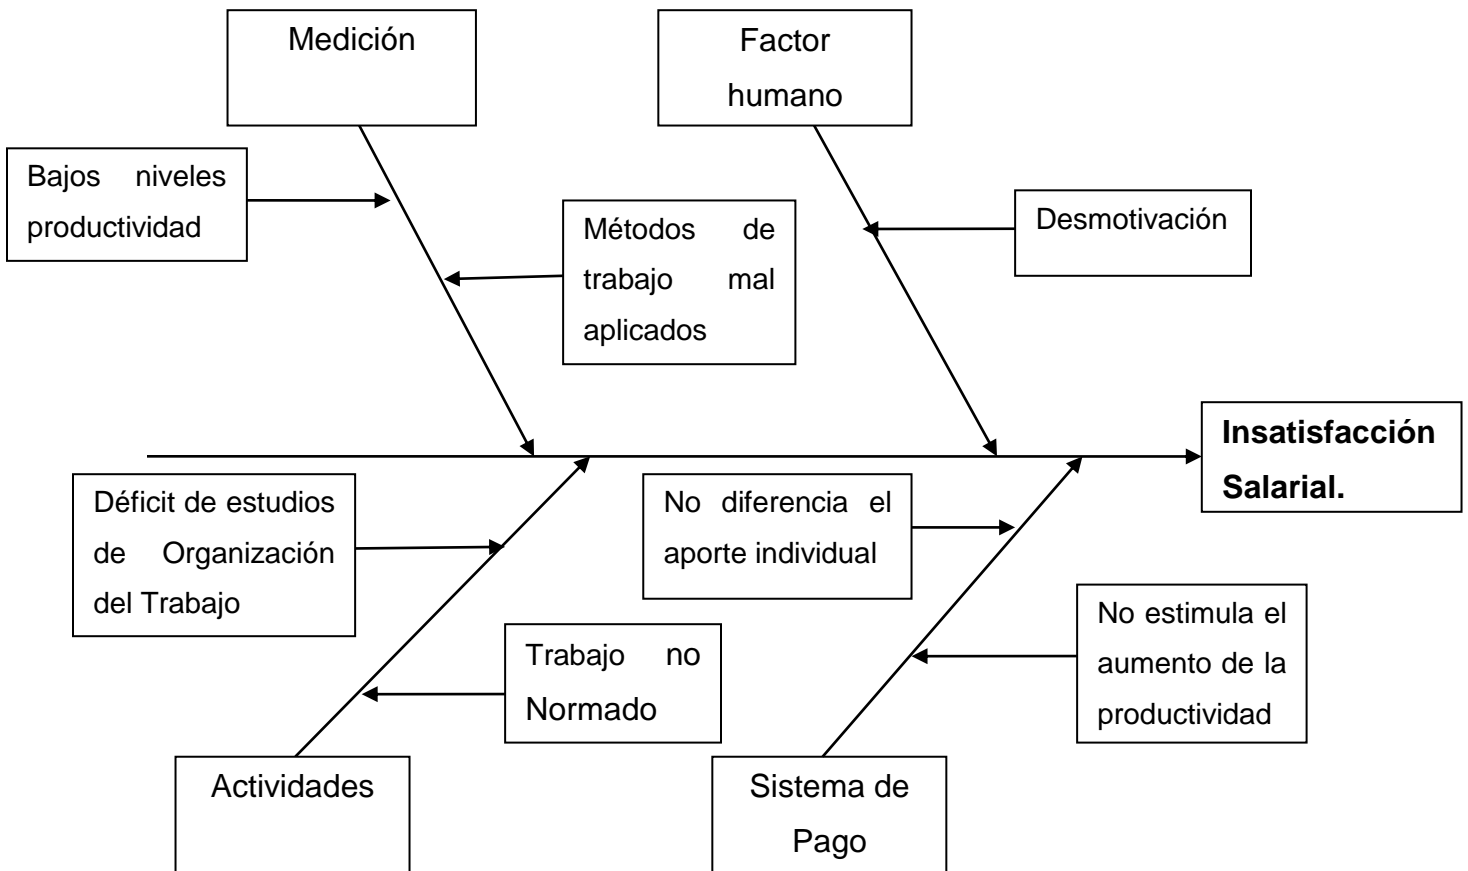 Medición
Factor
humano
Bajos niveles
productividad
Métodos de
trabajo mal
aplicados
Desmotivación
Insatisfacción
Salarial.
Déficit de estudios
de Organización
del Trabajo
No diferencia el
aporte individual
Trabajo no
Normado
No estimula el
aumento de la
productividad
Actividades
Sistema de
Pago